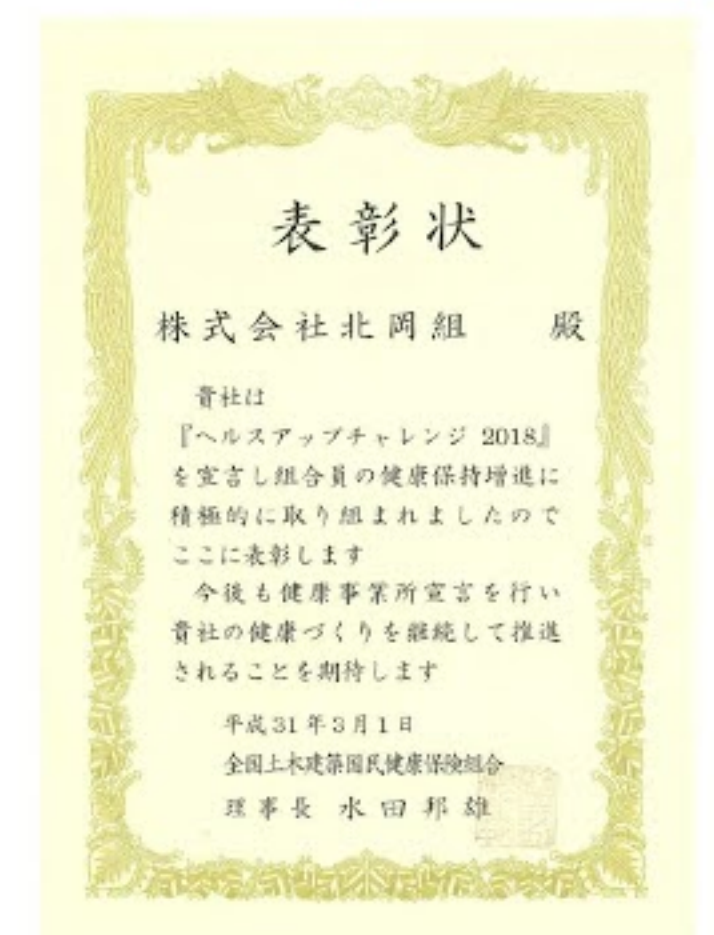 表彰状
株式会社北岡組 殿
貴社は
『ヘルスアップチャレンジ 2018』
を宣言し組合員の健康保持増進に
積極的に取り組まれましたので
ここに表彰します
今後も健康事業所宣言を行い
貴社の健康づくりを継続して推進
されることを期待します
平成31年3月1日
全国土木建築国民健康保険組合
理事長 水田邦雄